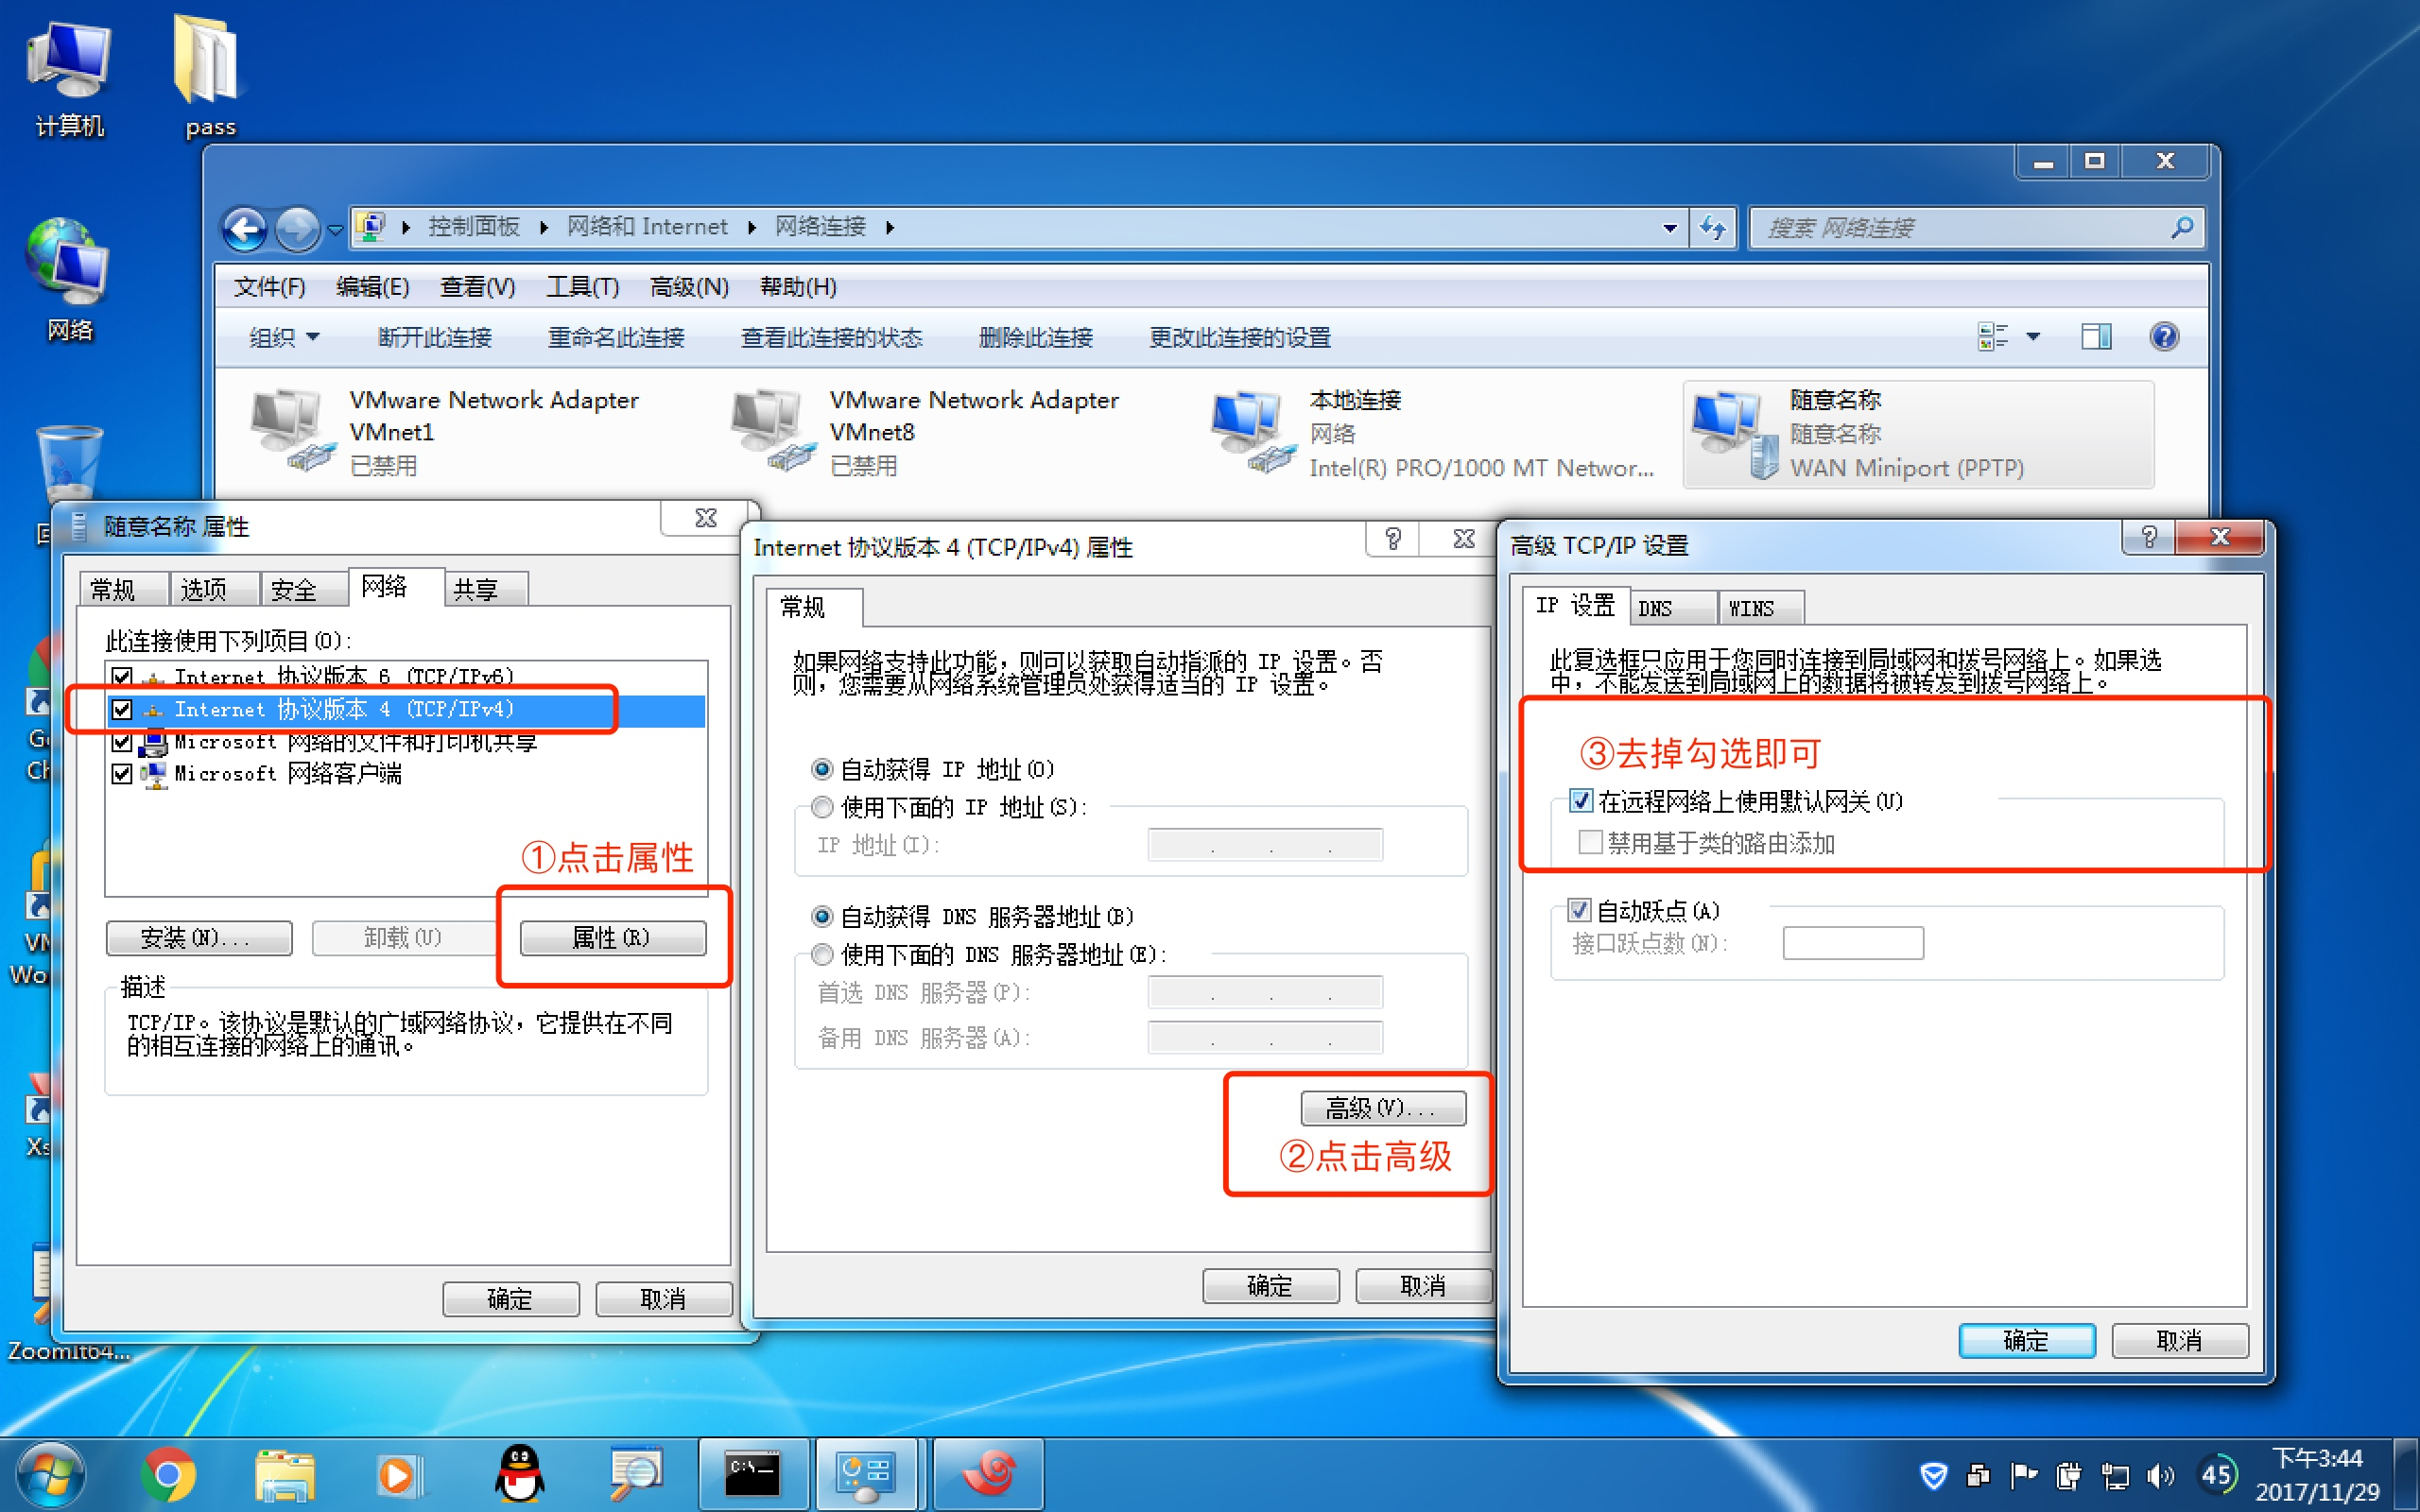 计算机
pass
网络
控制面板
网络和 Internet
网络连接
搜索 网络连接
文件(F) 编辑(E) 查看(V) 工具(T) 高级(N) 帮助(H)
组织 断开此连接 重命名此连接 查看此连接的状态 删除此连接 更改此连接的设置
VMware Network Adapter
VMnet1
已禁用
VMware Network Adapter
VMnet8
已禁用
本地连接
网络
Intel(R) PRO/1000 MT Networ...
随意名称
随意名称
WAN Miniport (PPTP)
随意名称 属性
常规 选项 安全 网络 共享
此连接使用下列项目(O):
Internet 协议版本 6 (TCP/IPv6)
Internet 协议版本 4 (TCP/IPv4)
Microsoft 网络的文件和打印机共享
Microsoft 网络客户端
①点击属性
安装(N)... 卸载(U) 属性(R)
描述
TCP/IP。该协议是默认的广域网络协议，它提供在不同
的相互连接的网络上的通讯。
确定 取消
Internet 协议版本 4 (TCP/IPv4) 属性
常规
如果网络支持此功能，则可以获取自动指派的 IP 设置。否
则，您需要从网络系统管理员处获得适当的 IP 设置。
自动获得 IP 地址(O)
使用下面的 IP 地址(S):
IP 地址(I):
自动获得 DNS 服务器地址(B)
使用下面的 DNS 服务器地址(E):
首选 DNS 服务器(P):
备用 DNS 服务器(A):
高级(V)...
②点击高级
确定 取消
高级 TCP/IP 设置
IP 设置 DNS WINS
此复选框只应用于您同时连接到局域网和拨号网络上。如果选
中，不能发送到局域网上的数据将被转发到拨号网络上。
③去掉勾选即可
在远程网络上使用默认网关(U)
禁用基于类的路由添加
自动跃点(A)
接口跃点数(N):
确定 取消
Go
Ch
VM
Wo
Xs
ZoomIt64...
C:\
45
下午3:44
2017/11/29